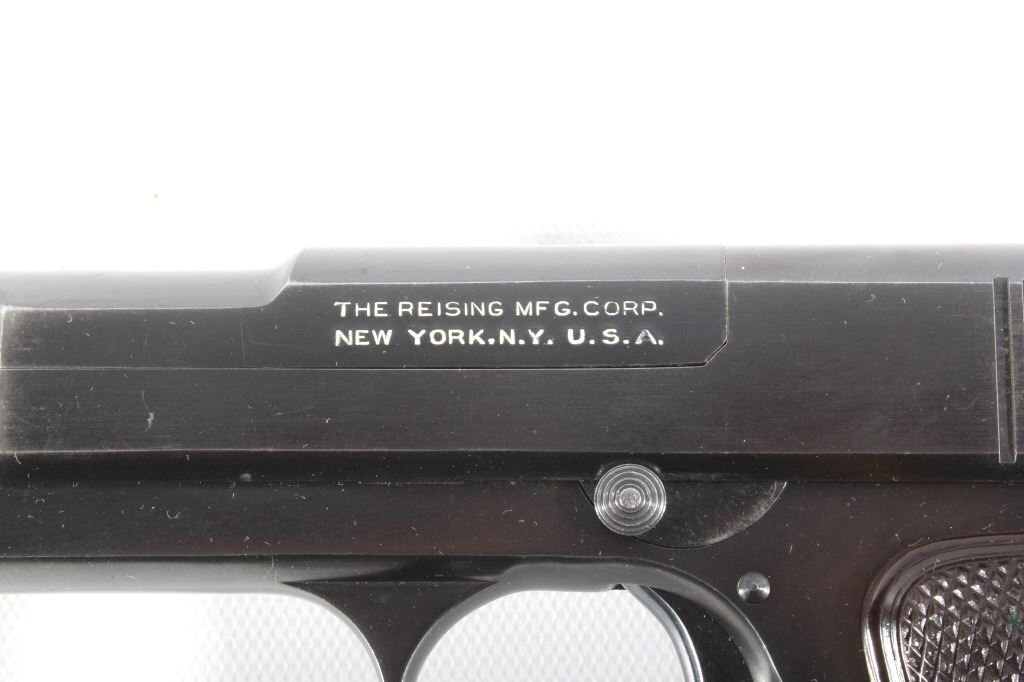 THE REISING MFG. CORP.
NEW YORK.N.Y. U.S.A.